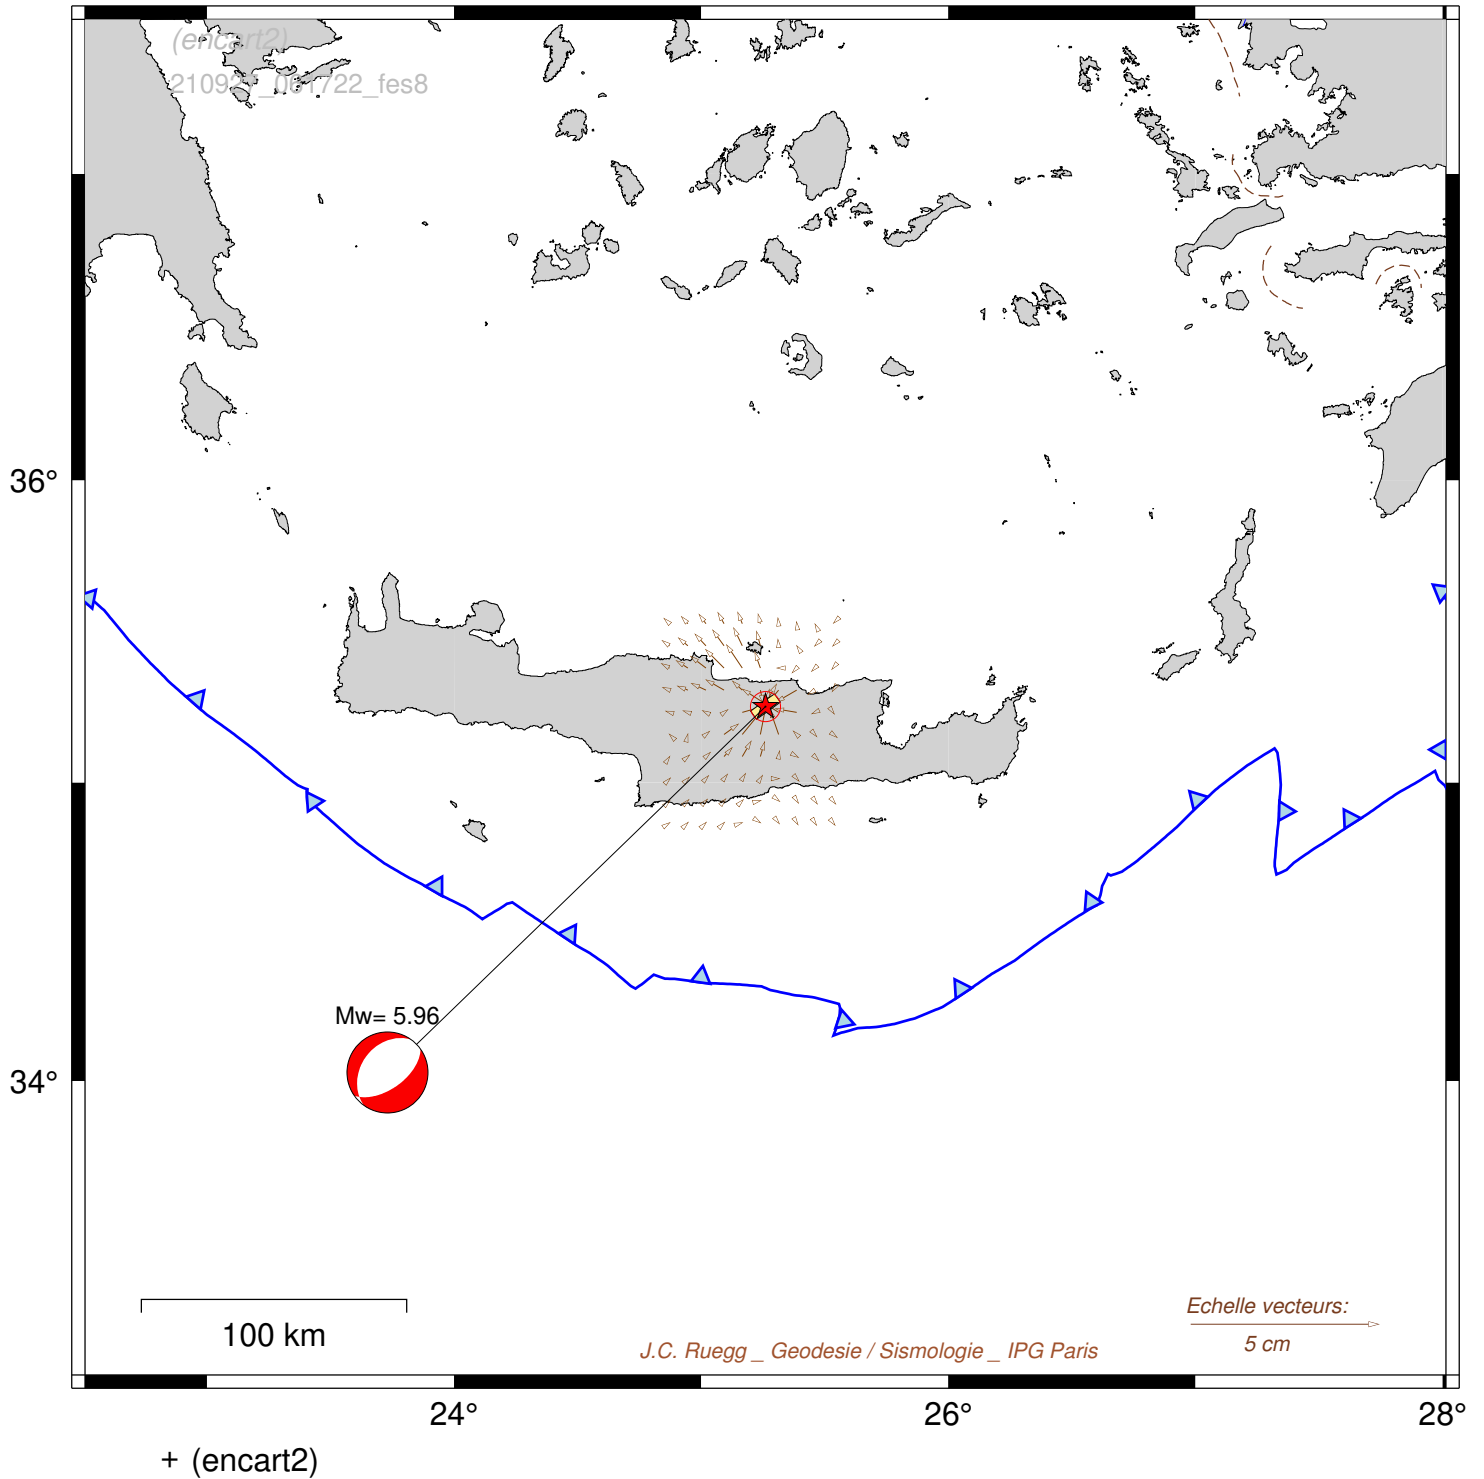 (encart2)
210927_061722_fes8
36°
34°
Mw= 5.96
100 km
Echelle vecteurs:
5 cm
J.C. Ruegg _ Geodesie / Sismologie _ IPG Paris
24°
26°
28°
+ (encart2)